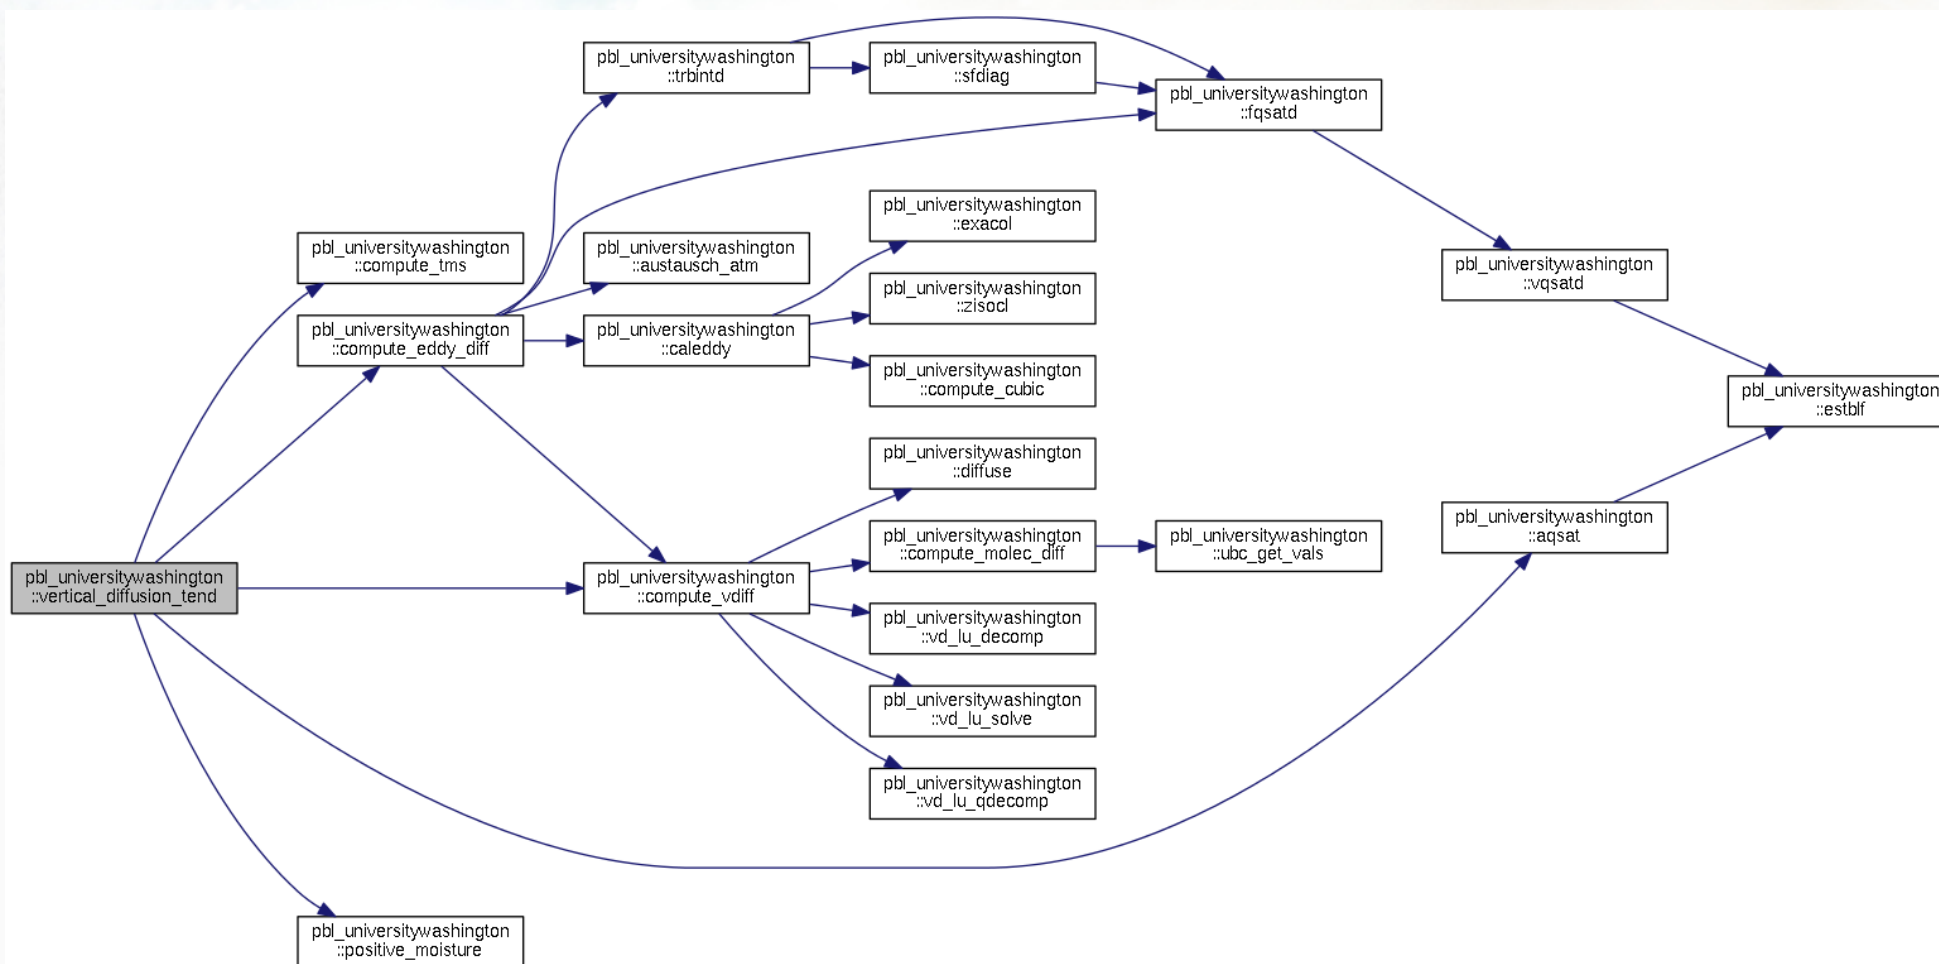 pbl_universitywashington
::trbintd
pbl_universitywashington
::sfdiag
pbl_universitywashington
::fqsatd
pbl_universitywashington
::exacol
pbl_universitywashington
::compute_tms
pbl_universitywashington
::austausch_atm
pbl_universitywashington
::zisocl
pbl_universitywashington
::vqsatd
pbl_universitywashington
::compute_eddy_diff
pbl_universitywashington
::caleddy
pbl_universitywashington
::compute_cubic
pbl_universitywashington
::estblf
pbl_universitywashington
::diffuse
pbl_universitywashington
::compute_molec_diff
pbl_universitywashington
::ubc_get_vals
pbl_universitywashington
::aqsat
pbl_universitywashington
::vertical_diffusion_tend
pbl_universitywashington
::compute_vdiff
pbl_universitywashington
::vd_lu_decomp
pbl_universitywashington
::vd_lu_solve
pbl_universitywashington
::vd_lu_qdecomp
pbl_universitywashington
::positive_moisture